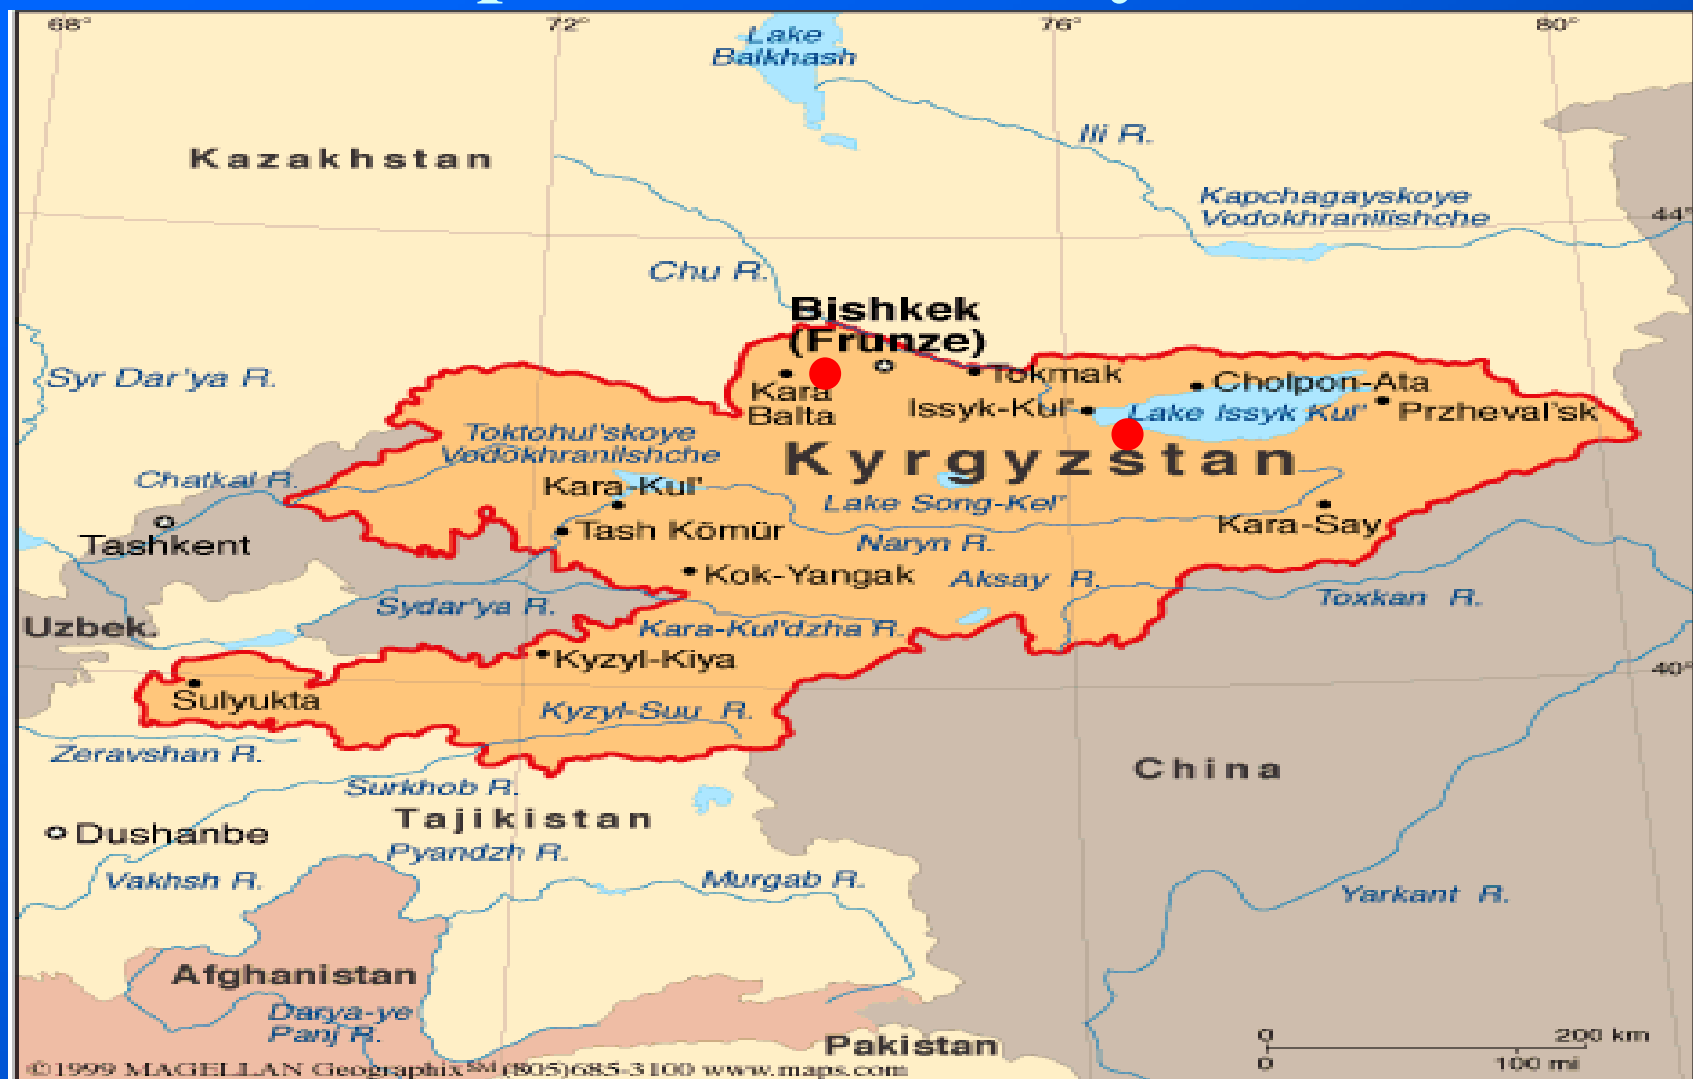 68°
72°
76°
80°
Lake
Balkhash
Ili R.
Kazakhstan
Kapchagayskoye
Vodokhranilishche
44°
Chu R.
Bishkek
(Frunze)
Syr Dar'ya R.
Kara
Balta
Tokmak
Cholpon-Ata
Issyk-Kul'
Lake Issyk Kul'
Przheval'sk
Toktohul'skoye
Vodokhranilshche
Kyrgyzstan
Chatkal R.
Kara-Kul'
Lake Song-Kel'
Kara-Say
Tashkent
Tash Kömür
Naryn R.
Kok-Yangak
Aksay R.
Sydar'ya R.
Toxkan R.
Uzbek.
Kara-Kul'dzha R.
Kyzyl-Kiya
40°
Sulyukta
Kyzyl-Suu R.
Zeravshan R.
China
Surkhob R.
Tajikistan
Dushanbe
Pyandzh R.
Vakhsh R.
Murgab R.
Yarkant R.
Afghanistan
Darya-ye
Panj R.
Pakistan
0 200 km
0 100 mi
©1999 MAGELLAN Geographix℠ (805)685-3100 www.maps.com